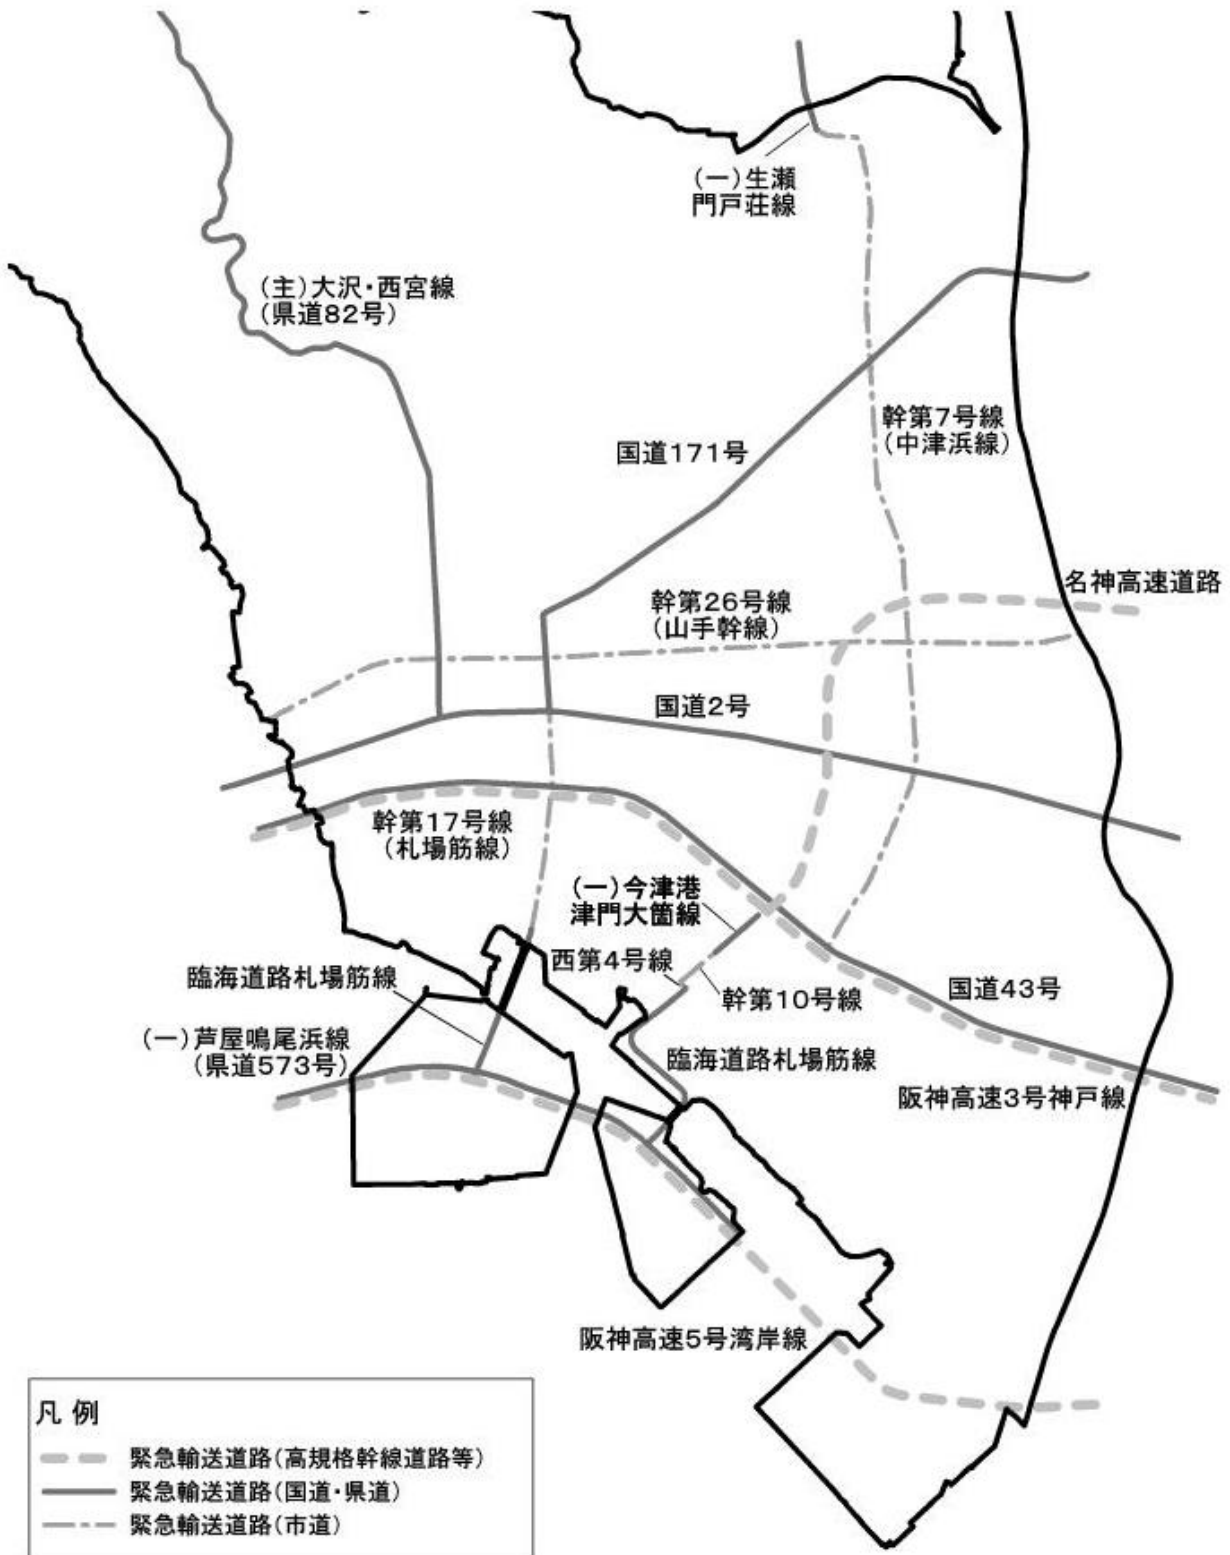 (一)生瀬
門戸荘線
(主)大沢・西宮線
(県道82号)
幹第7号線
(中津浜線)
国道171号
名神高速道路
幹第26号線
(山手幹線)
国道2号
幹第17号線
(札場筋線)
(一)今津港
津門大箇線
西第4号線
臨海道路札場筋線
幹第10号線
国道43号
(一)芦屋鳴尾浜線
(県道573号)
臨海道路札場筋線
阪神高速3号神戸線
阪神高速5号湾岸線
凡 例
緊急輸送道路(高規格幹線道路等)
緊急輸送道路(国道・県道)
緊急輸送道路(市道)